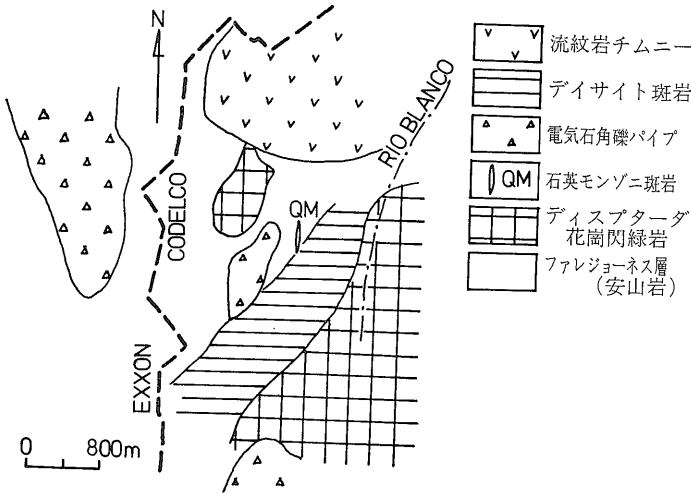 N
CODELCO
EXXON
RIO BLANCO
QM
0 800m
流紋岩チムニー
デイサイト斑岩
電気石角礫パイプ
QM 石英モンゾニ斑岩
ディスプターダ
花崗閃緑岩
ファレジョーネス層
(安山岩)